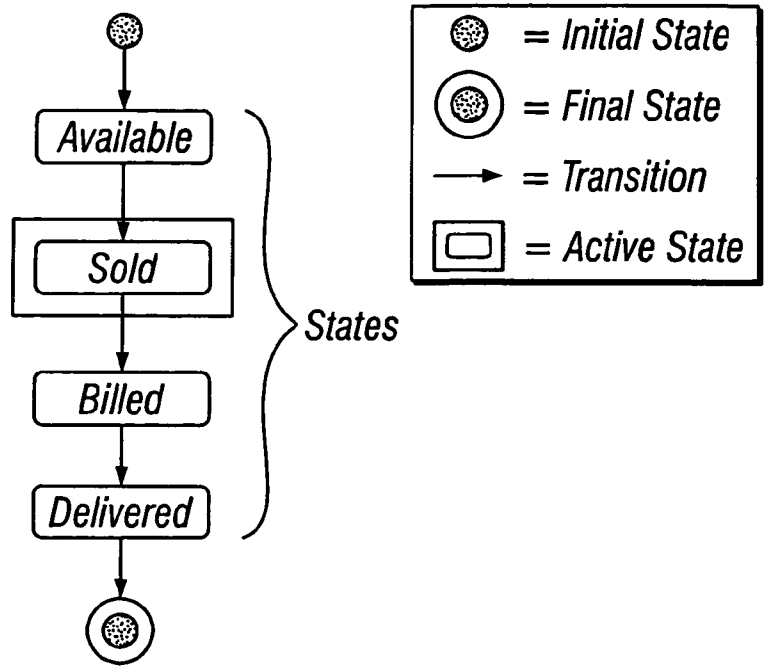 Available
Sold
Billed
Delivered
States
= Initial State
= Final State
= Transition
= Active State